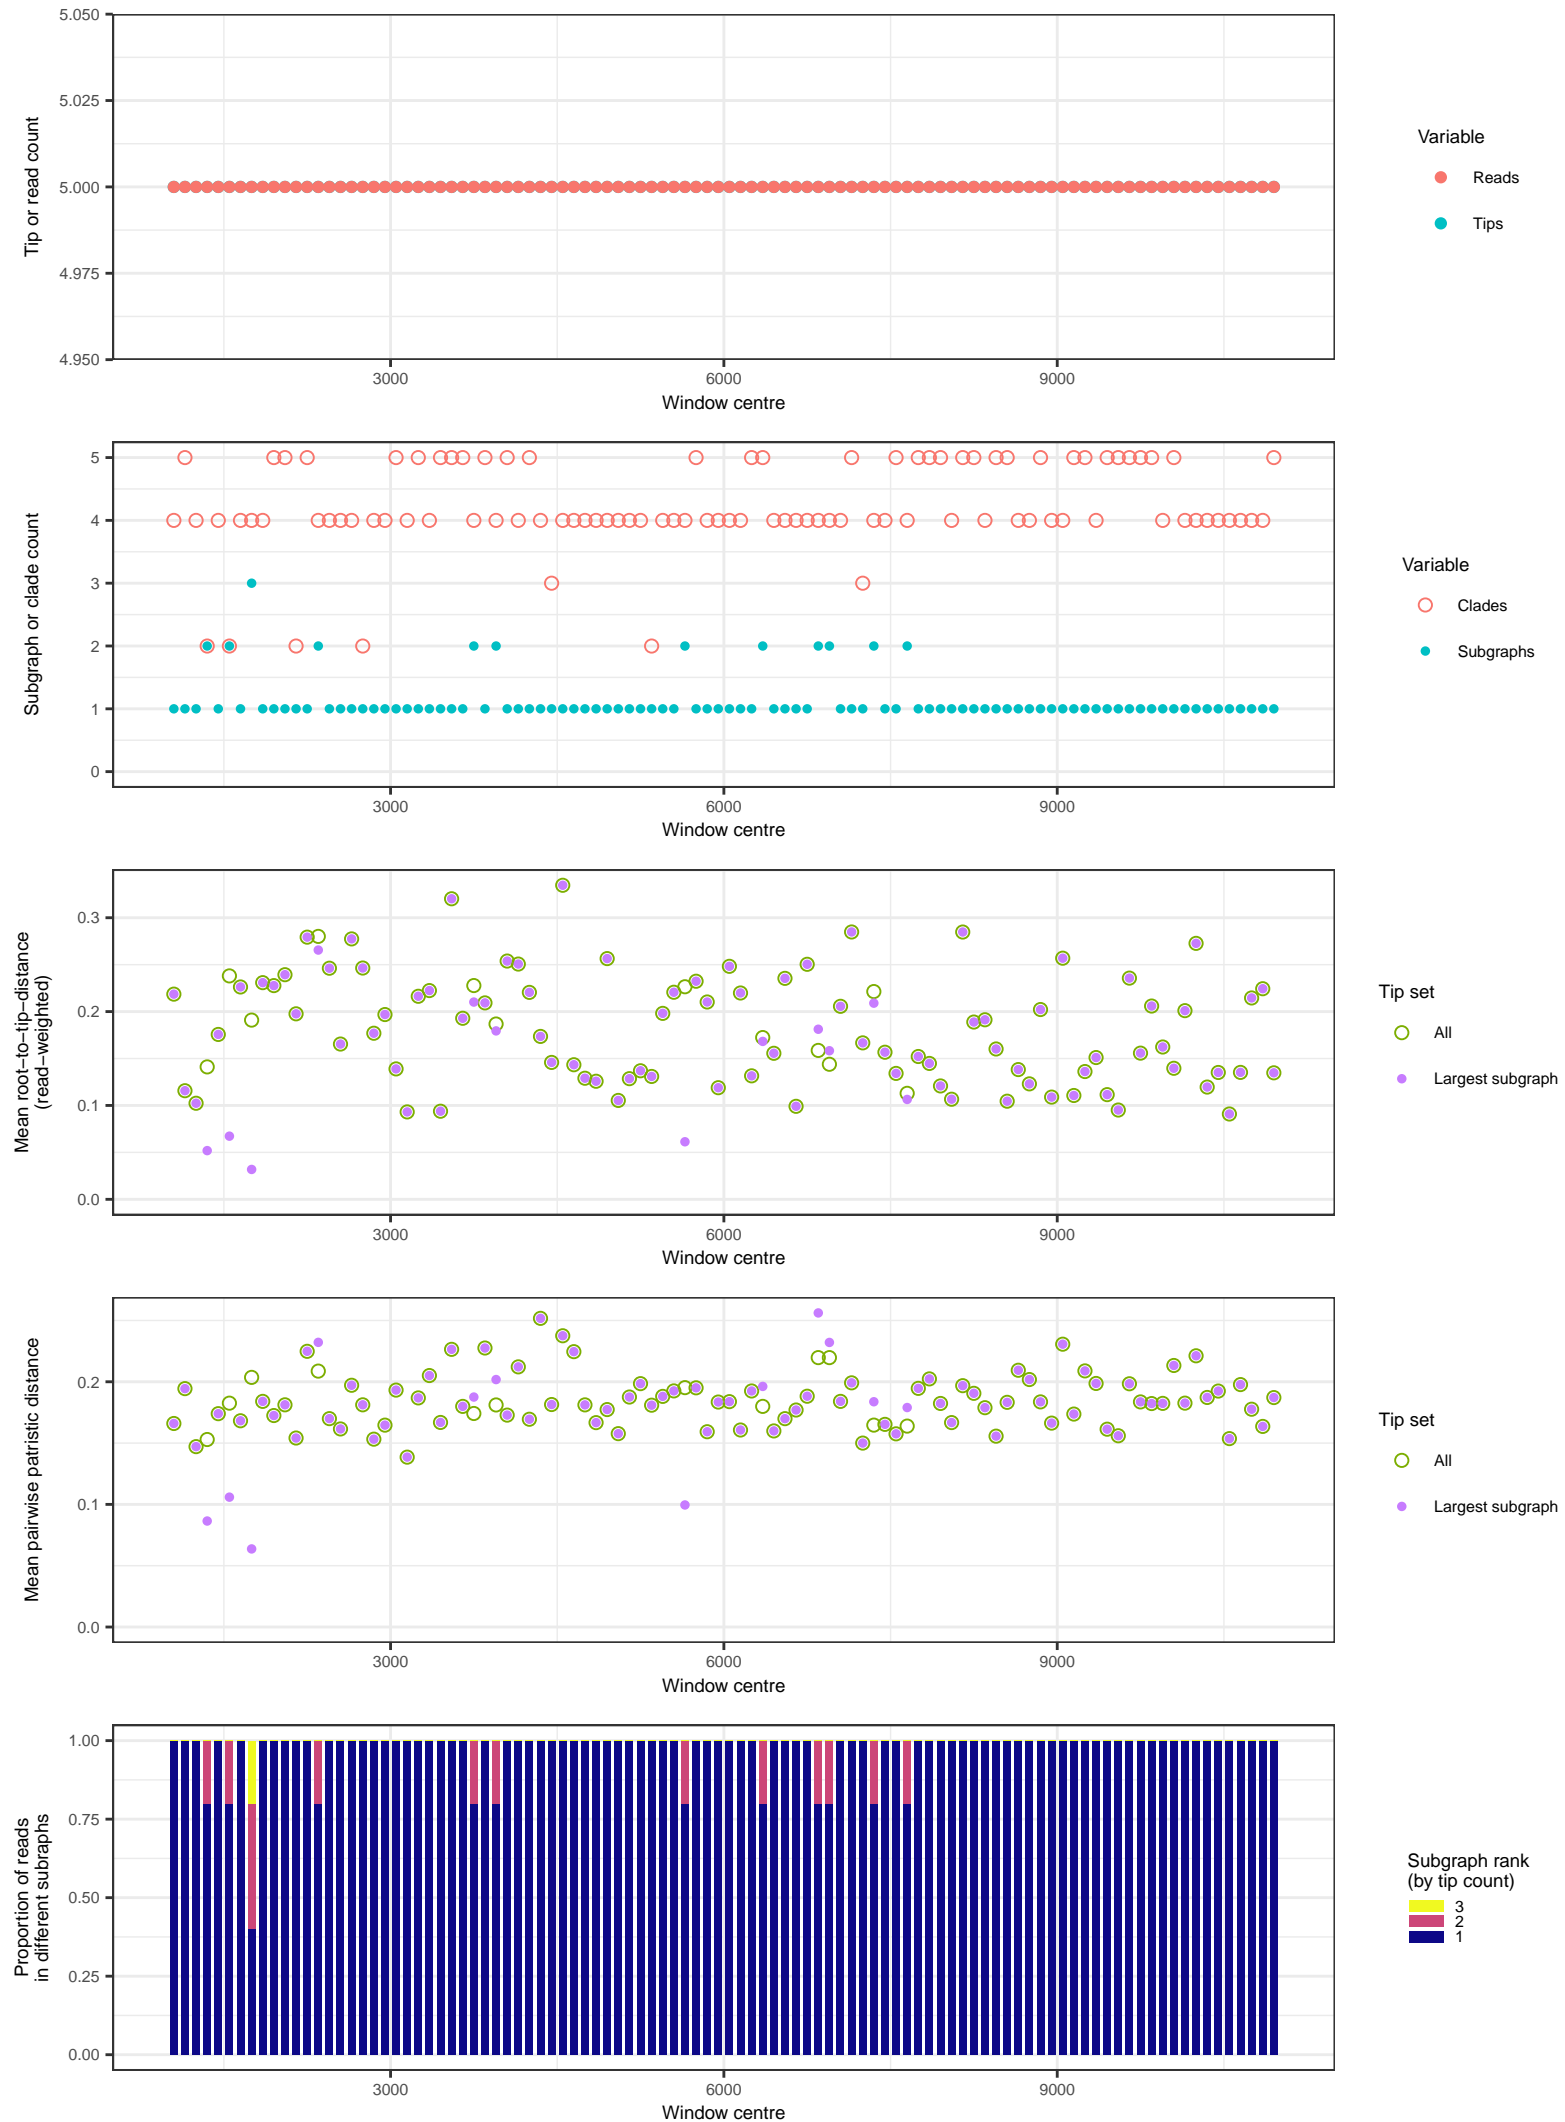 5.050
5.025
5.000
4.975
4.950
Tip or read count
3000
6000
9000
Window centre
Variable
Reads
Tips
5
4
3
2
1
0
Subgraph or clade count
3000
6000
9000
Window centre
Variable
Clades
Subgraphs
0.3
0.2
0.1
0.0
Mean root-to-tip-distance
(read-weighted)
3000
6000
9000
Window centre
Tip set
All
Largest subgraph
0.2
0.1
0.0
Mean pairwise patristic distance
3000
6000
9000
Window centre
Tip set
All
Largest subgraph
1.00
0.75
0.50
0.25
0.00
Proportion of reads
in different subraphs
3000
6000
9000
Window centre
Subgraph rank
(by tip count)
3
2
1